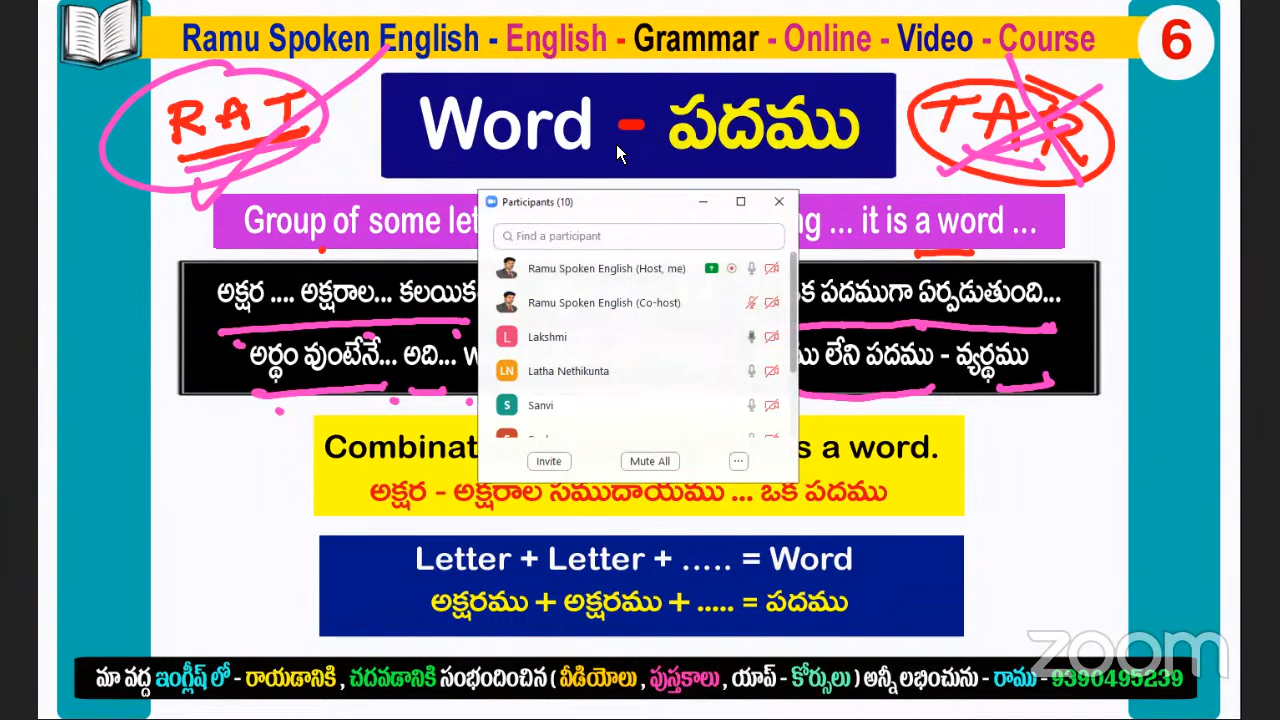 Ramu Spoken English - English - Grammar - Online - Video - Course
6
RAT
Word - పదము
TAR
Participants (10)
Find a participant
Ramu Spoken English (Host, me)
Ramu Spoken English (Co-host)
L Lakshmi
LN Latha Nethikunta
S Sanvi
Invite
Mute All
Group of some ... it is a word ...
అక్షర .... అక్షరాల... పదముగా ఏర్పడుతుంది...
అర్థం వుంటేనే... అది... లేని పదము - వ్యర్థము
a word.
అక్షర - అక్షరాల సముదాయము ... ఒక పదము
Letter + Letter + ..... = Word
అక్షరము + అక్షరము + ..... = పదము
zoom
మా వద్ద ఇంగ్లీష్ లో - రాయడానికి , చదవడానికి సంభందించిన ( వీడియోలు , పుస్తకాలు , యాప్ - కోర్సులు ) అన్నీ లభించును - రాము - 9390495239